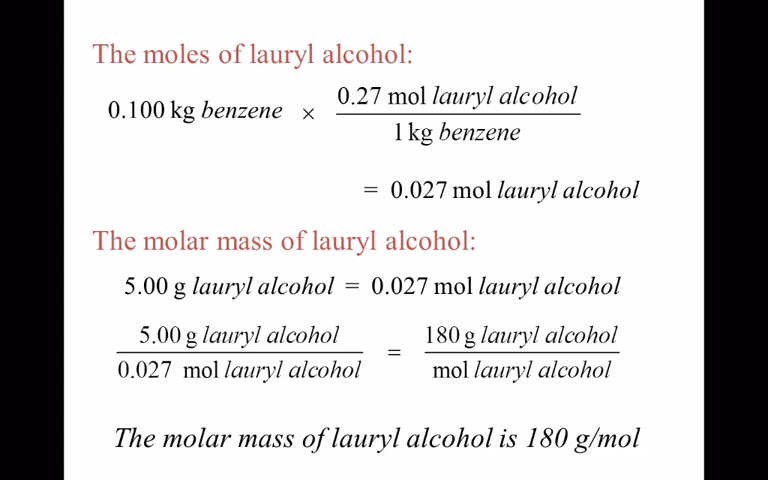 The moles of lauryl alcohol:
0.100 kg benzene × 0.27 mol lauryl alcohol / 1 kg benzene
= 0.027 mol lauryl alcohol
The molar mass of lauryl alcohol:
5.00 g lauryl alcohol = 0.027 mol lauryl alcohol
5.00 g lauryl alcohol / 0.027 mol lauryl alcohol = 180 g lauryl alcohol / mol lauryl alcohol
The molar mass of lauryl alcohol is 180 g/mol